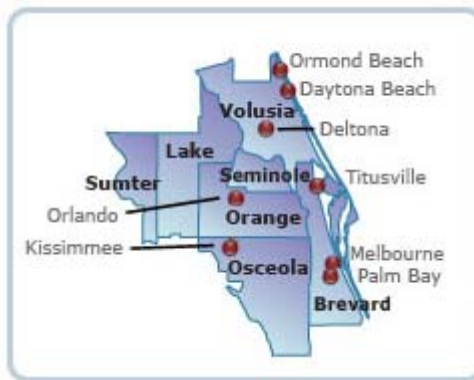 Ormond Beach
Daytona Beach
Volusia
Deltona
Lake
Seminole
Titusville
Sumter
Orlando
Orange
Kissimmee
Osceola
Melbourne
Palm Bay
Brevard